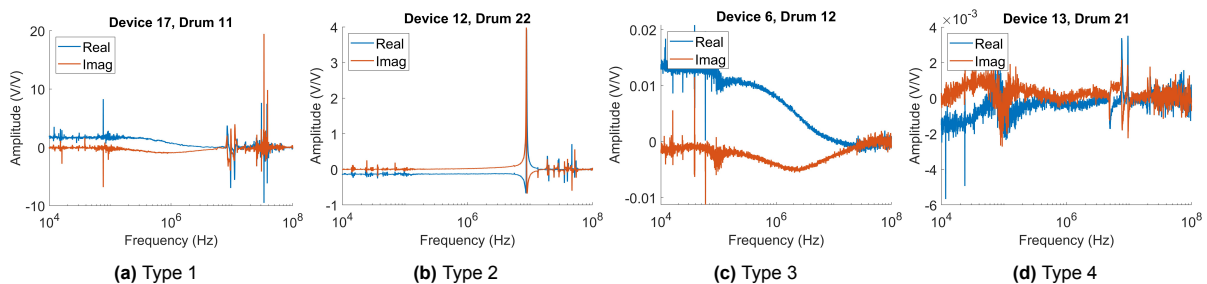 Device 17, Drum 11
20
10
0
-10
Amplitude (V/V)
Real
Imag
10^4
10^6
10^8
Frequency (Hz)
(a) Type 1
Device 12, Drum 22
4
3
2
1
0
-1
Amplitude (V/V)
Real
Imag
10^4
10^6
10^8
Frequency (Hz)
(b) Type 2
Device 6, Drum 12
0.02
0.01
0
-0.01
Amplitude (V/V)
Real
Imag
10^4
10^6
10^8
Frequency (Hz)
(c) Type 3
Device 13, Drum 21
×10^-3
4
2
0
-2
-4
-6
Amplitude (V/V)
Real
Imag
10^4
10^6
10^8
Frequency (Hz)
(d) Type 4